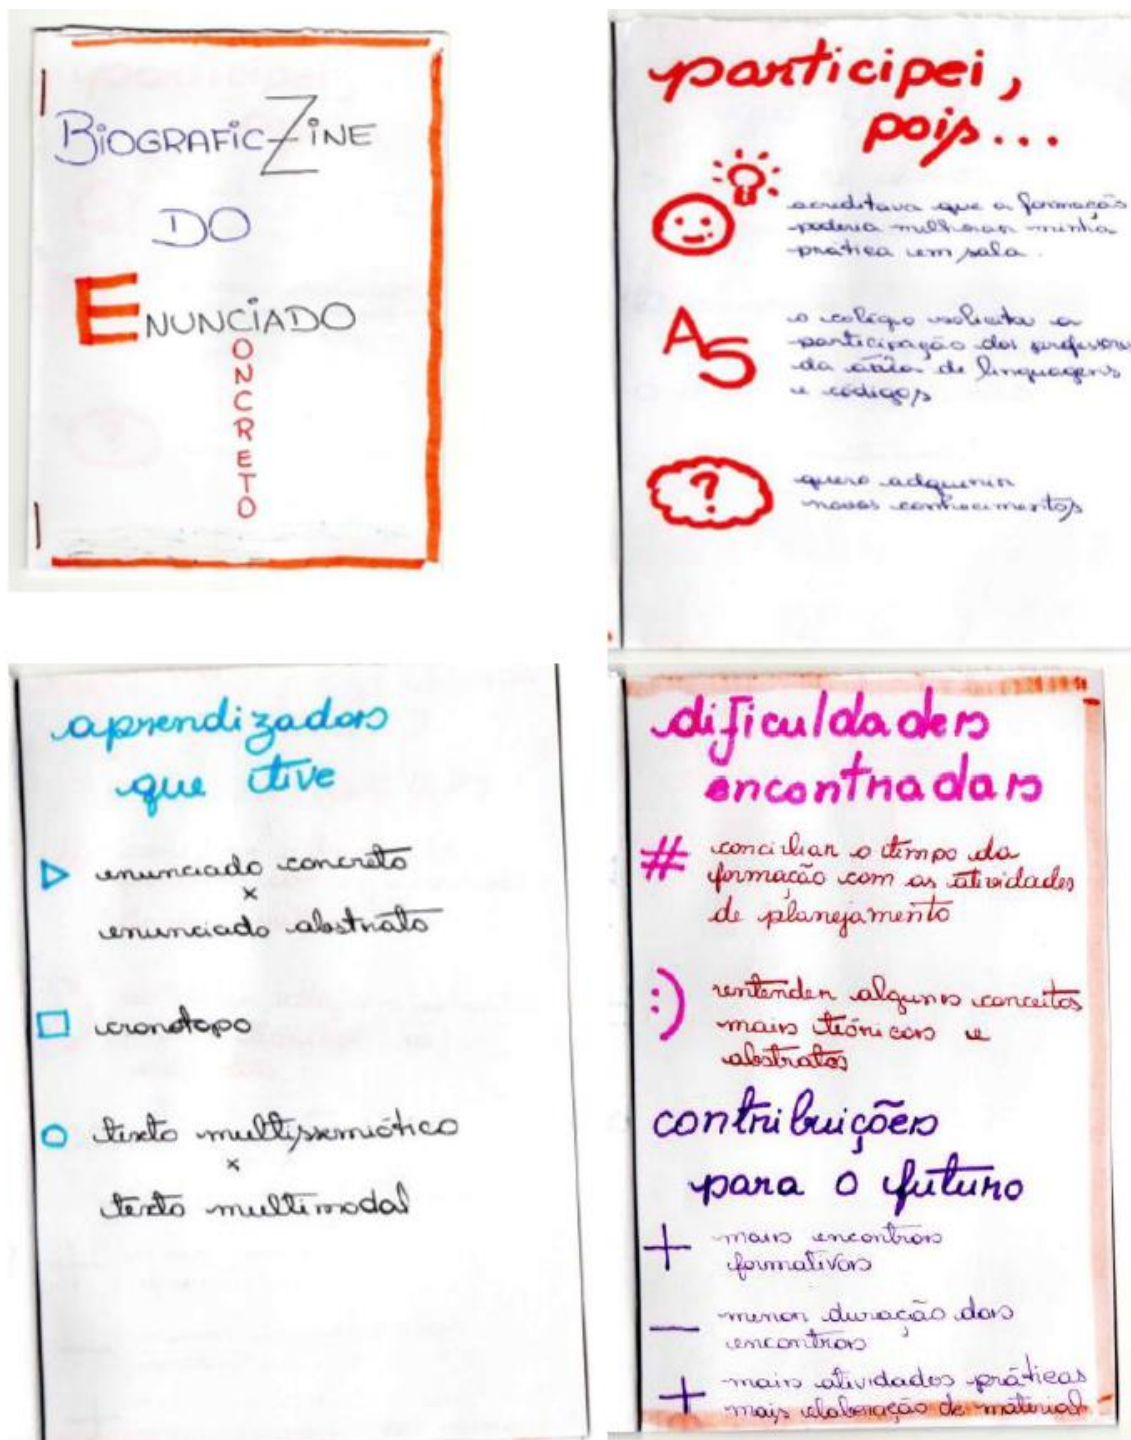 BiOGRAFicZiNE
DO
ENUNCiADO
CONCRETO
participei,
pois...
acreditava que a formação
poderia melhorar minha
prática em sala.
A5
o colégio solicita a
participação dos professores
da área de linguagens
e códigos
?
quero adquirir
novos conhecimentos
aprendizados
que tive
enunciado concreto
x
enunciado abstrato
cronotopo
texto multissemiótico
x
texto multimodal
dificuldades
encontradas
# conciliar o tempo da
formação com as atividades
de planejamento
:) entender alguns conceitos
mais teóricos e
abstratos
contribuições
para o futuro
+ mais encontros
formativos
— menor duração dos
encontros
+ mais atividades práticas
mais elaboração de material